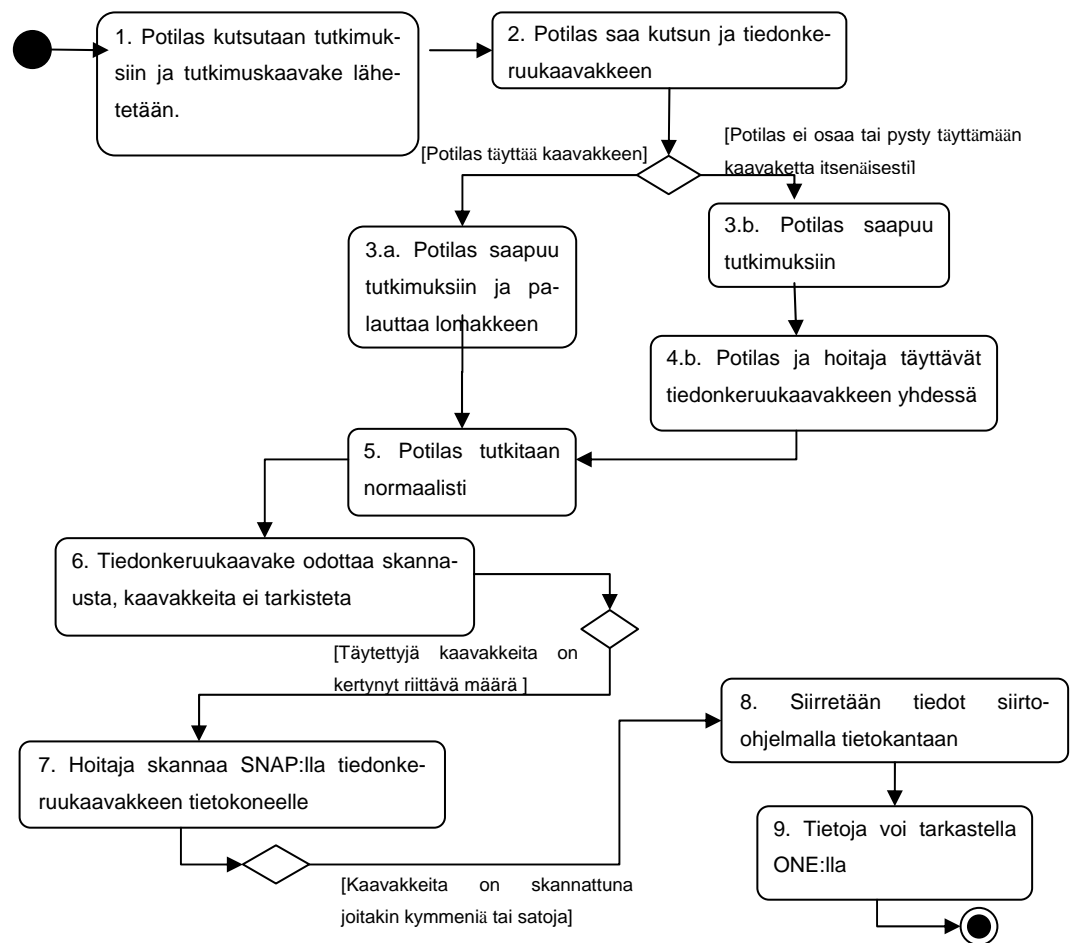 1. Potilas kutsutaan tutkimuk-
siin ja tutkimuskaavake lähe-
tetään.
2. Potilas saa kutsun ja tiedonke-
ruukaavakkeen
[Potilas täyttää kaavakkeen]
[Potilas ei osaa tai pysty täyttämään
kaavaketta itsenäisesti]
3.a. Potilas saapuu
tutkimuksiin ja pa-
lauttaa lomakkeen
3.b. Potilas saapuu
tutkimuksiin
4.b. Potilas ja hoitaja täyttävät
tiedonkeruukaavakkeen yhdessä
5. Potilas tutkitaan
normaalisti
6. Tiedonkeruukaavake odottaa skanna-
usta, kaavakkeita ei tarkisteta
[Täytettyjä kaavakkeita on
kertynyt riittävä määrä ]
7. Hoitaja skannaa SNAP:lla tiedonke-
ruukaavakkeen tietokoneelle
[Kaavakkeita on skannattuna
joitakin kymmeniä tai satoja]
8. Siirretään tiedot siirto-
ohjelmalla tietokantaan
9. Tietoja voi tarkastella
ONE:lla